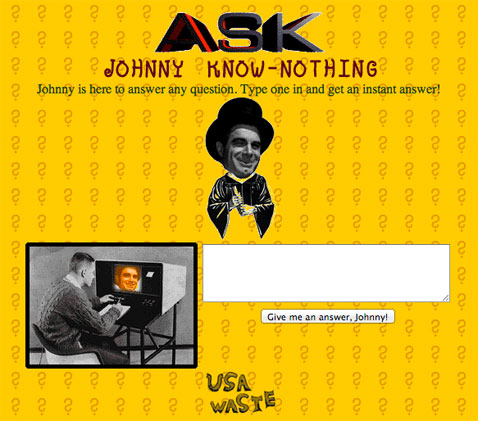 ASK
JOHNNY KNOW-NOTHING
Johnny is here to answer any question. Type one in and get an instant answer!
Give me an answer, Johnny!
USA
WASTE